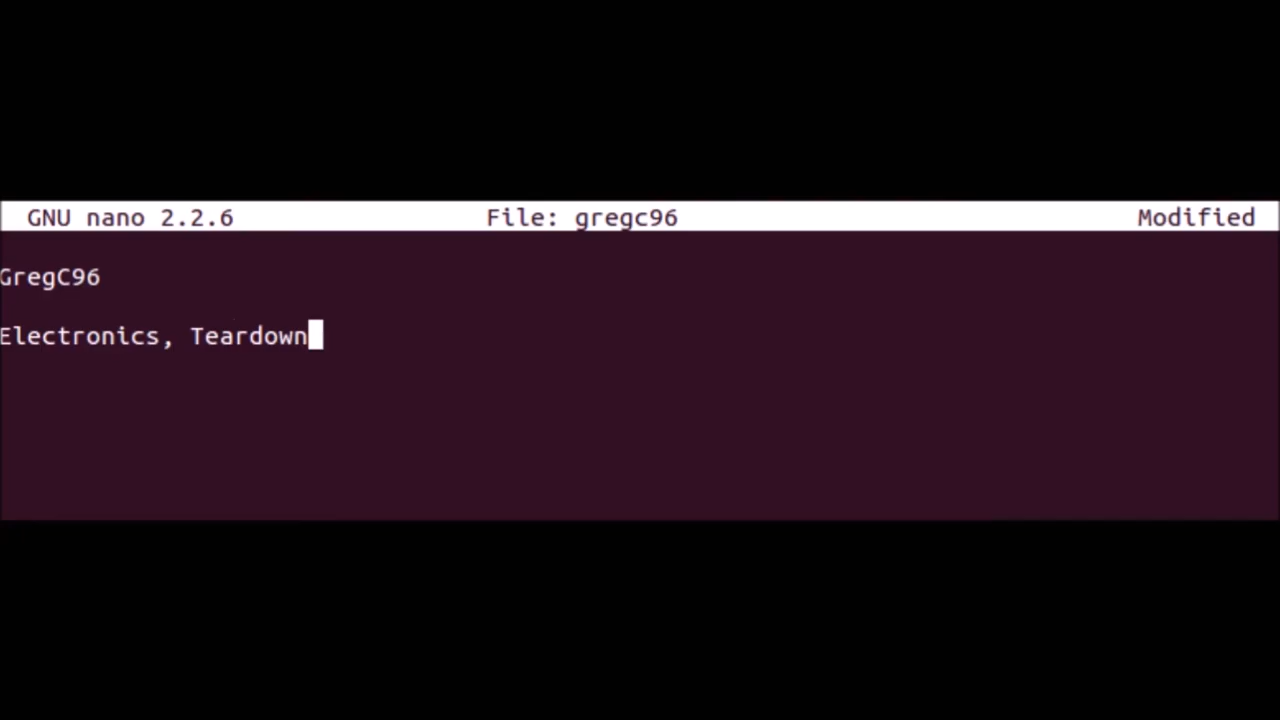 GNU nano 2.2.6 File: gregc96 Modified
GregC96
Electronics, Teardown